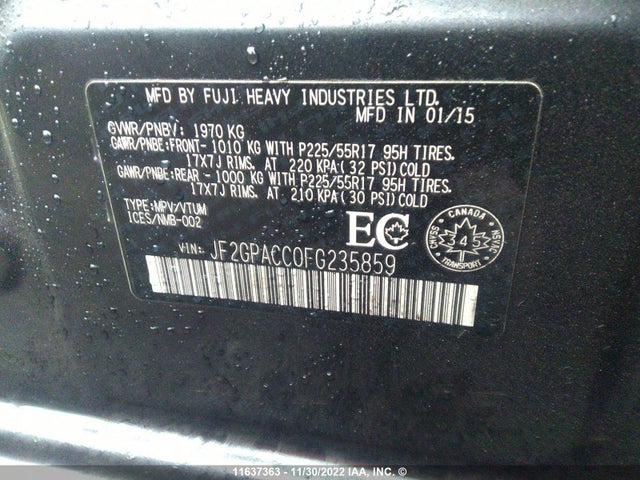 MFD BY FUJI HEAVY INDUSTRIES LTD.
MFD IN 01/15
GVWR/PNBV: 1970 KG
GAWR/PNBE:FRONT- 1010 KG WITH P225/55R17 95H TIRES.
17X7J RIMS. AT 220 KPA( 32 PSI) COLD
GAWR/PNBE:REAR - 1000 KG WITH P225/55R17 95H TIRES.
17X7J RIMS. AT 210 KPA( 30 PSI) COLD
TYPE:MPV/VTUM
ICES/NMB-002
EC
CANADA
CMVSS
345
NSVAC
TRANSPORT
VIN: JF2GPACC0FG235859
11637363 - 11/30/2022 IAA, INC. ©